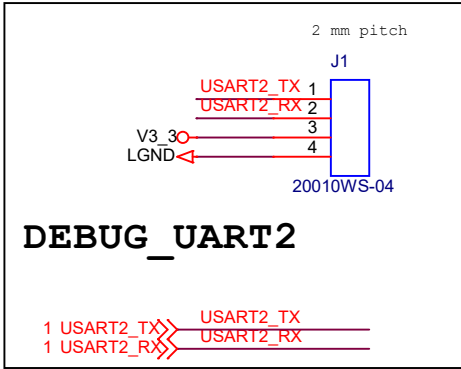 2 mm pitch
J1
USART2_TX 1
USART2_RX 2
V3_3 3
LGND 4
20010WS-04
DEBUG_UART2
1 USART2_TX USART2_TX
1 USART2_RX USART2_RX